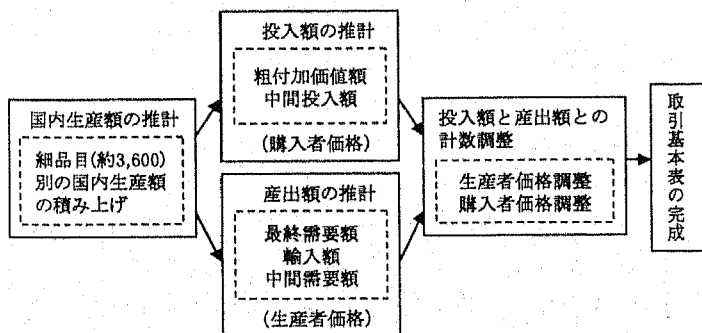 国内生産額の推計
細品目(約3,600)
別の国内生産額
の積み上げ
投入額の推計
粗付加価値額
中間投入額
(購入者価格)
産出額の推計
最終需要額
輸入額
中間需要額
(生産者価格)
投入額と産出額との
計数調整
生産者価格調整
購入者価格調整
取引基本表の完成